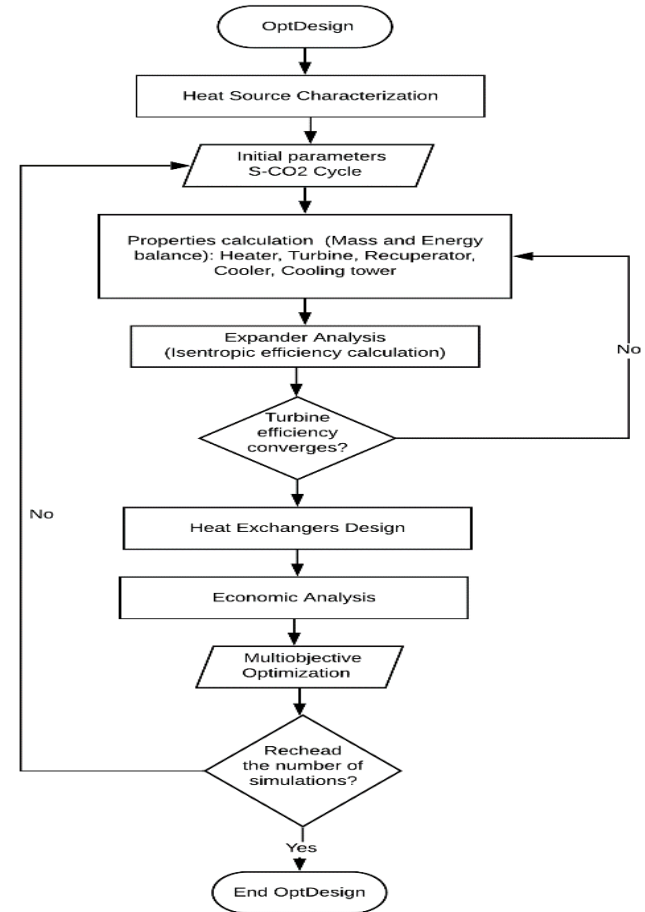 OptDesign
Heat Source Characterization
Initial parameters
S-CO2 Cycle
Properties calculation (Mass and Energy
balance): Heater, Turbine, Recuperator,
Cooler, Cooling tower
Expander Analysis
(Isentropic efficiency calculation)
No
Turbine
efficiency
converges?
No
Heat Exchangers Design
Economic Analysis
Multiobjective
Optimization
Rechead
the number of
simulations?
Yes
End OptDesign